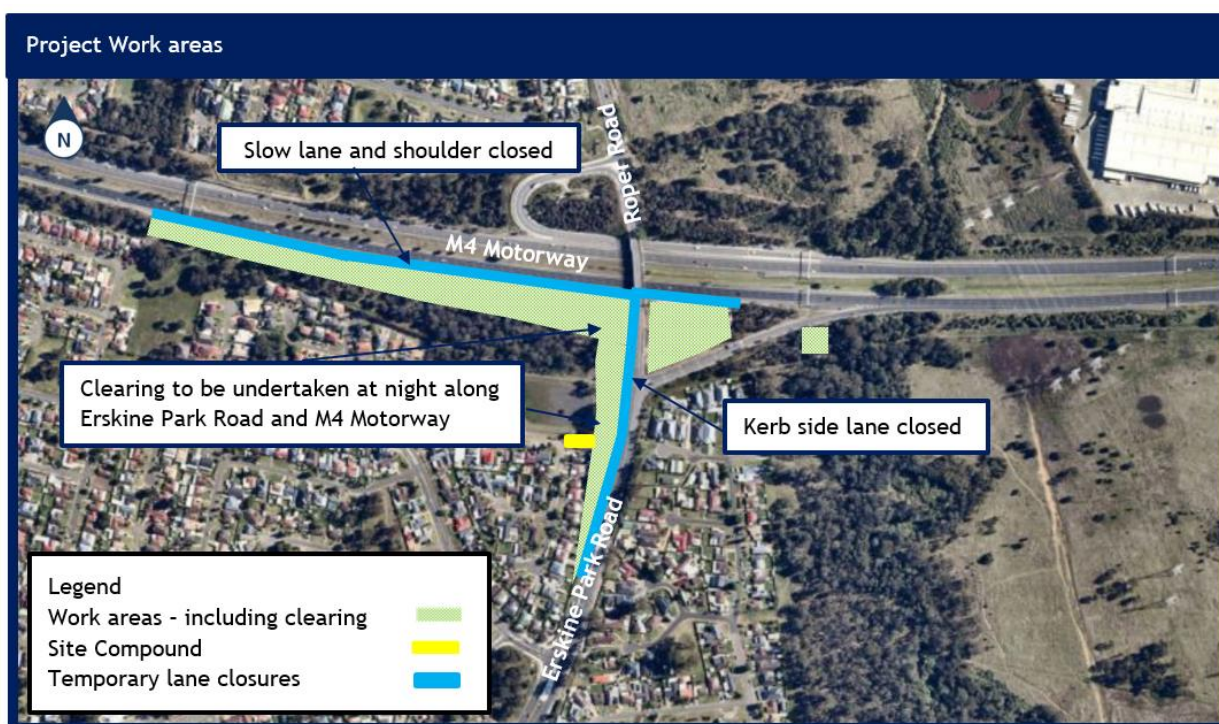 Project Work areas
N
Slow lane and shoulder closed
Roper Road
M4 Motorway
Clearing to be undertaken at night along
Erskine Park Road and M4 Motorway
Kerb side lane closed
Erskine Park Road
Legend
Work areas - including clearing
Site Compound
Temporary lane closures